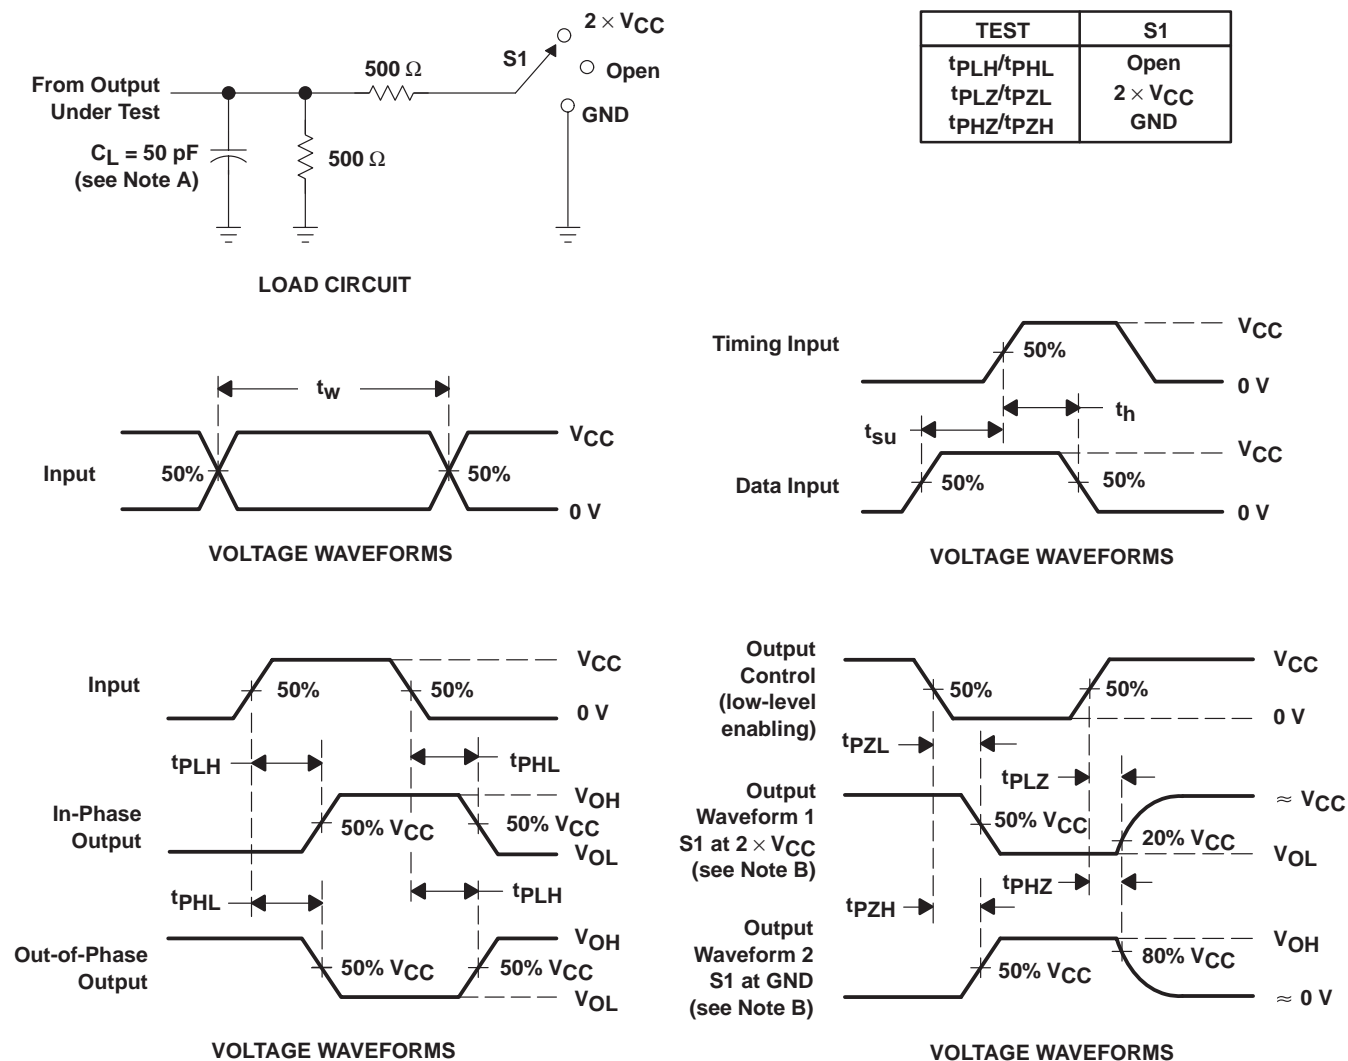 2 × VCC
S1
500 Ω
Open
From Output
Under Test
GND
CL = 50 pF
(see Note A)
500 Ω
LOAD CIRCUIT
TEST S1
tPLH/tPHL Open
tPLZ/tPZL 2 × VCC
tPHZ/tPZH GND
tw
VCC
Input
50%
50%
0 V
VOLTAGE WAVEFORMS
Timing Input
50%
VCC
0 V
th
tsu
VCC
Data Input
50%
50%
0 V
VOLTAGE WAVEFORMS
Input
50%
50%
VCC
0 V
tPLH
tPHL
In-Phase
Output
50% VCC
50% VCC
VOH
VOL
tPHL
tPLH
Out-of-Phase
Output
50% VCC
50% VCC
VOH
VOL
VOLTAGE WAVEFORMS
Output
Control
(low-level
enabling)
50%
50%
VCC
0 V
tPZL
tPLZ
Output
Waveform 1
S1 at 2 × VCC
(see Note B)
50% VCC
20% VCC
≈ VCC
VOL
tPHZ
tPZH
Output
Waveform 2
S1 at GND
(see Note B)
50% VCC
80% VCC
VOH
≈ 0 V
VOLTAGE WAVEFORMS